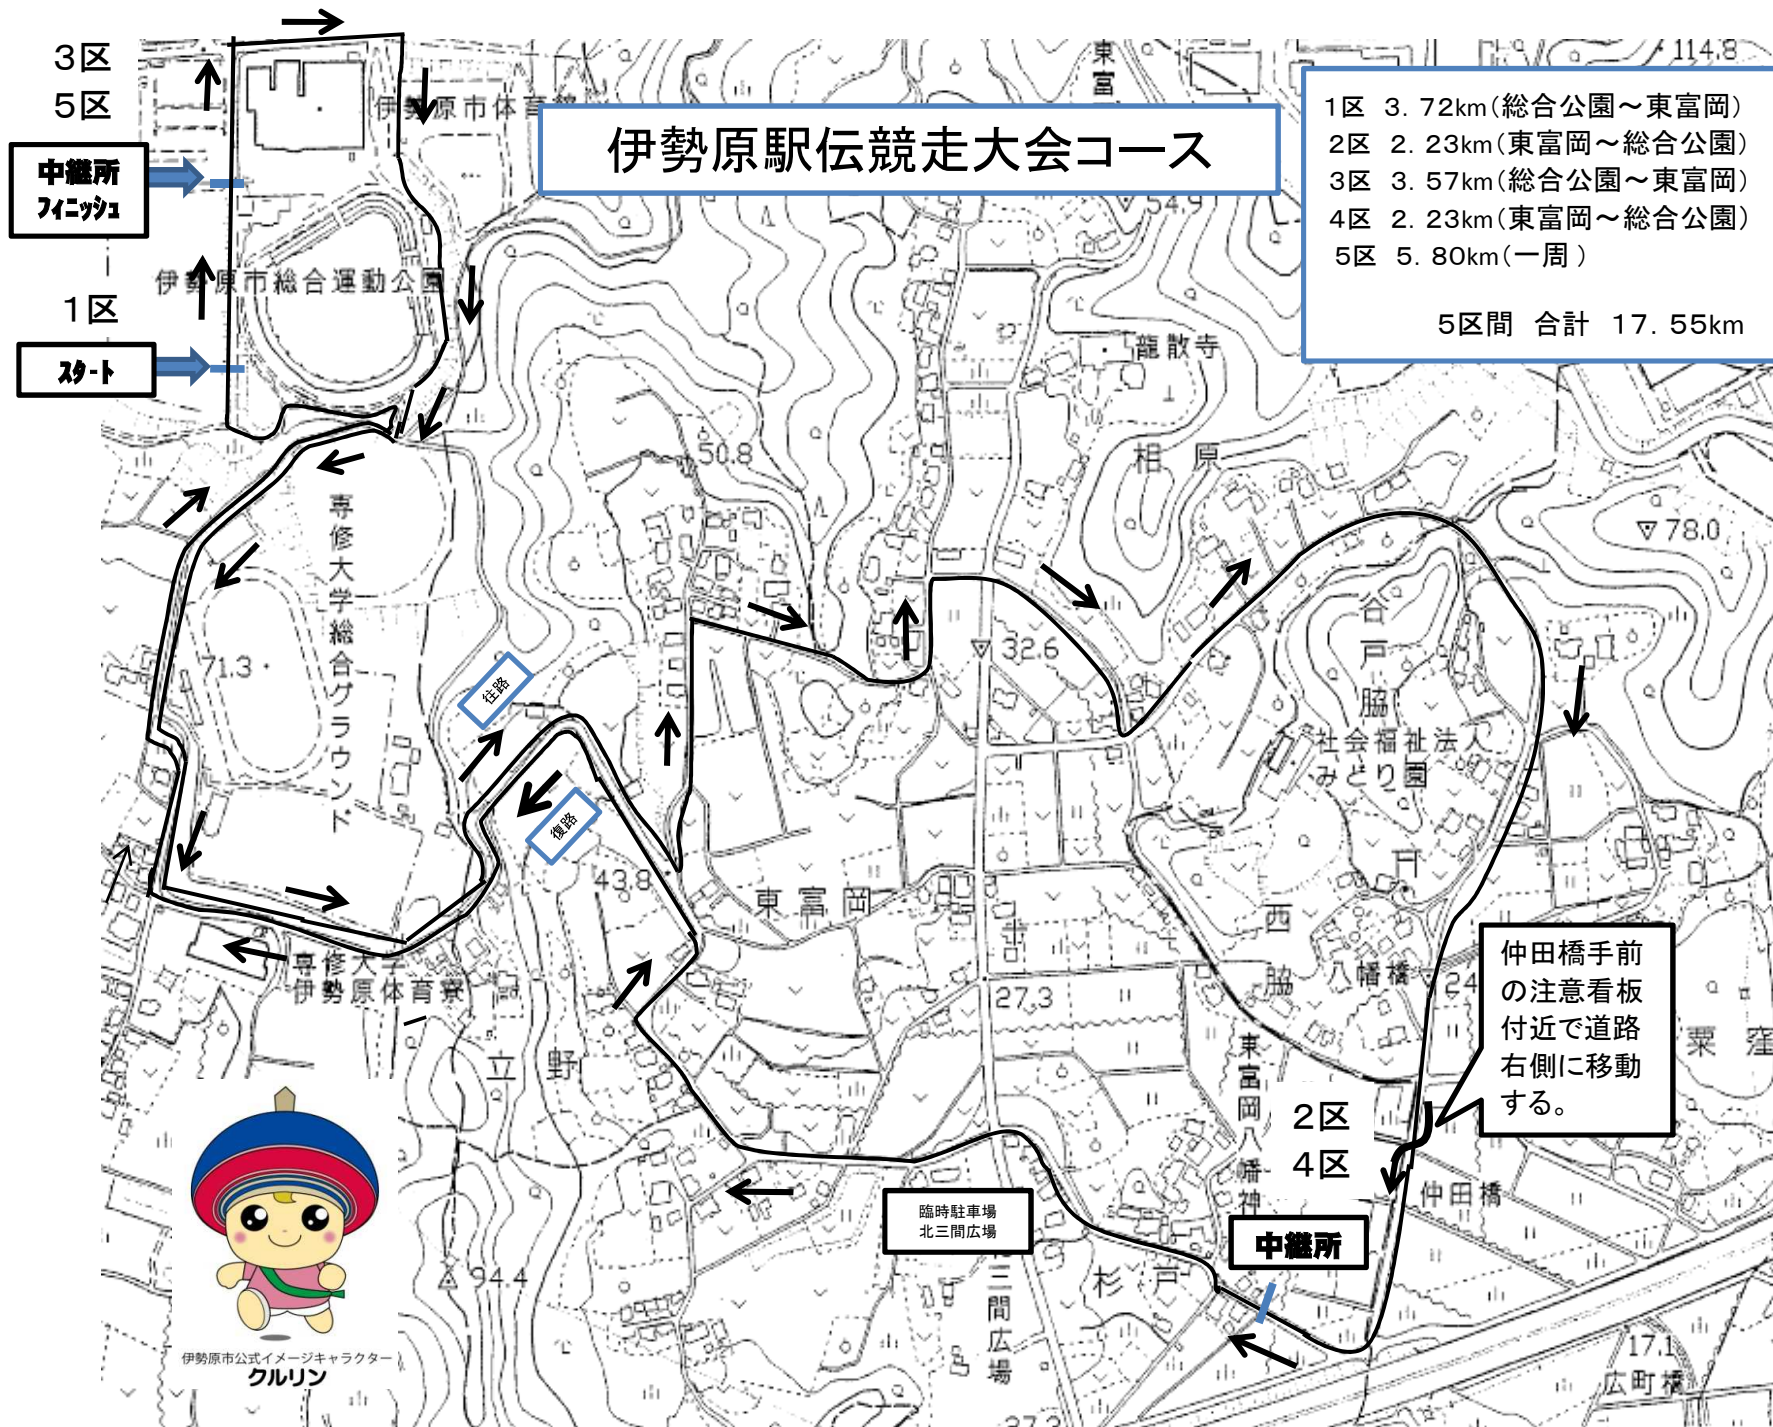 伊勢原駅伝競走大会コース
1区 3.72km(総合公園～東富岡)
2区 2.23km(東富岡～総合公園)
3区 3.57km(総合公園～東富岡)
4区 2.23km(東富岡～総合公園)
5区 5.80km(一周)
5区間 合計 17.55km
3区
5区
中継所
フィニッシュ
1区
スタート
伊勢原市体育館
伊勢原市総合運動公園
専修大学総合グラウンド
71.3
往路
復路
43.8
50.8
54.9
114.8
東富
龍散寺
相原
78.0
32.6
谷戸脇
社会福祉法人
みどり園
東富岡
西脇
八幡橋
24
27.3
専修大学
伊勢原体育寮
立野
東富岡八幡神
仲田橋手前
の注意看板
付近で道路
右側に移動
する。
粟窪
2区
4区
中継所
仲田橋
臨時駐車場
北三間広場
三間広場
杉戸
94.4
17.1
広町橋
27.3
伊勢原市公式イメージキャラクター
クルリン